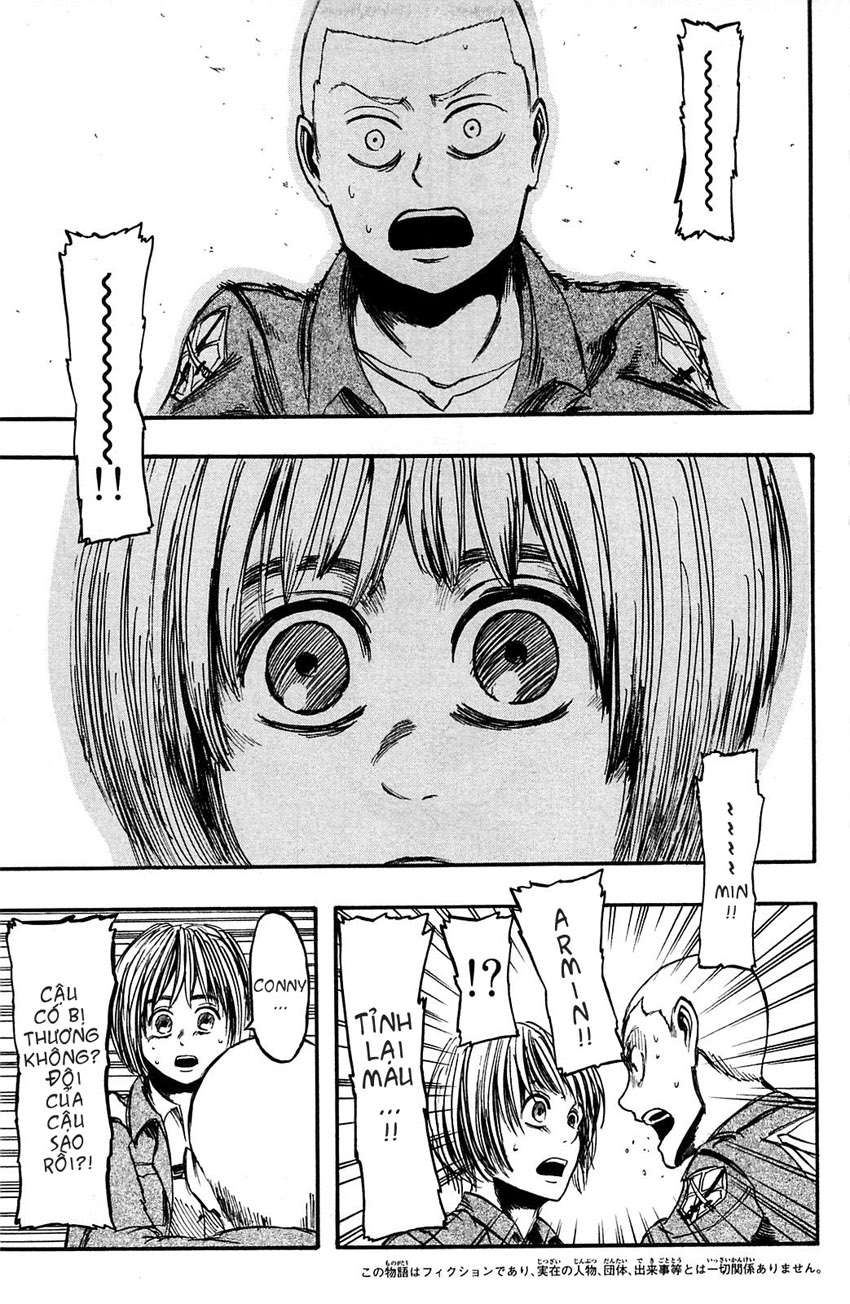 !!
MIN
!!
ARMIN!!
!?
TỈNH
LẠI
MÀU
...
!!
CONNY
...
CẬU
CÓ BỊ
THƯƠNG
KHÔNG?
ĐỘI
CỦA
CẬU
SAO
RỒI?!
この物語はフィクションであり、実在の人物、団体、出来事等とは一切関係ありません。